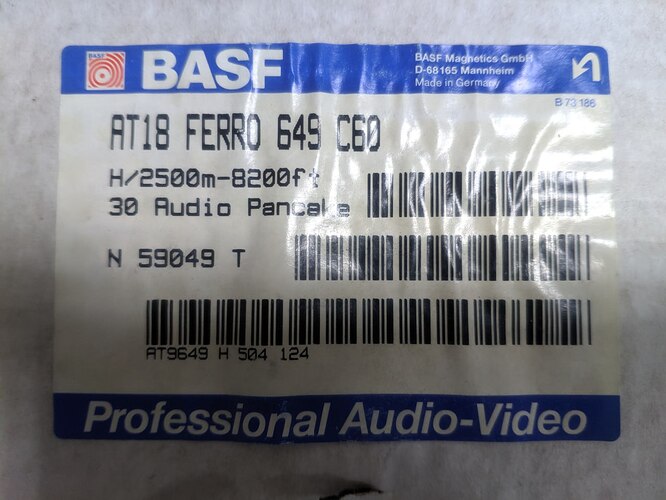 BASF
BASF
BASF Magnetics GmbH
D-68165 Mannheim
Made in Germany
B 73 186
AT18 FERRO 649 C60
H/2500m-8200ft
30 Audio Pancake
N 59049 T
AT9649 H 504 124
Professional Audio-Video